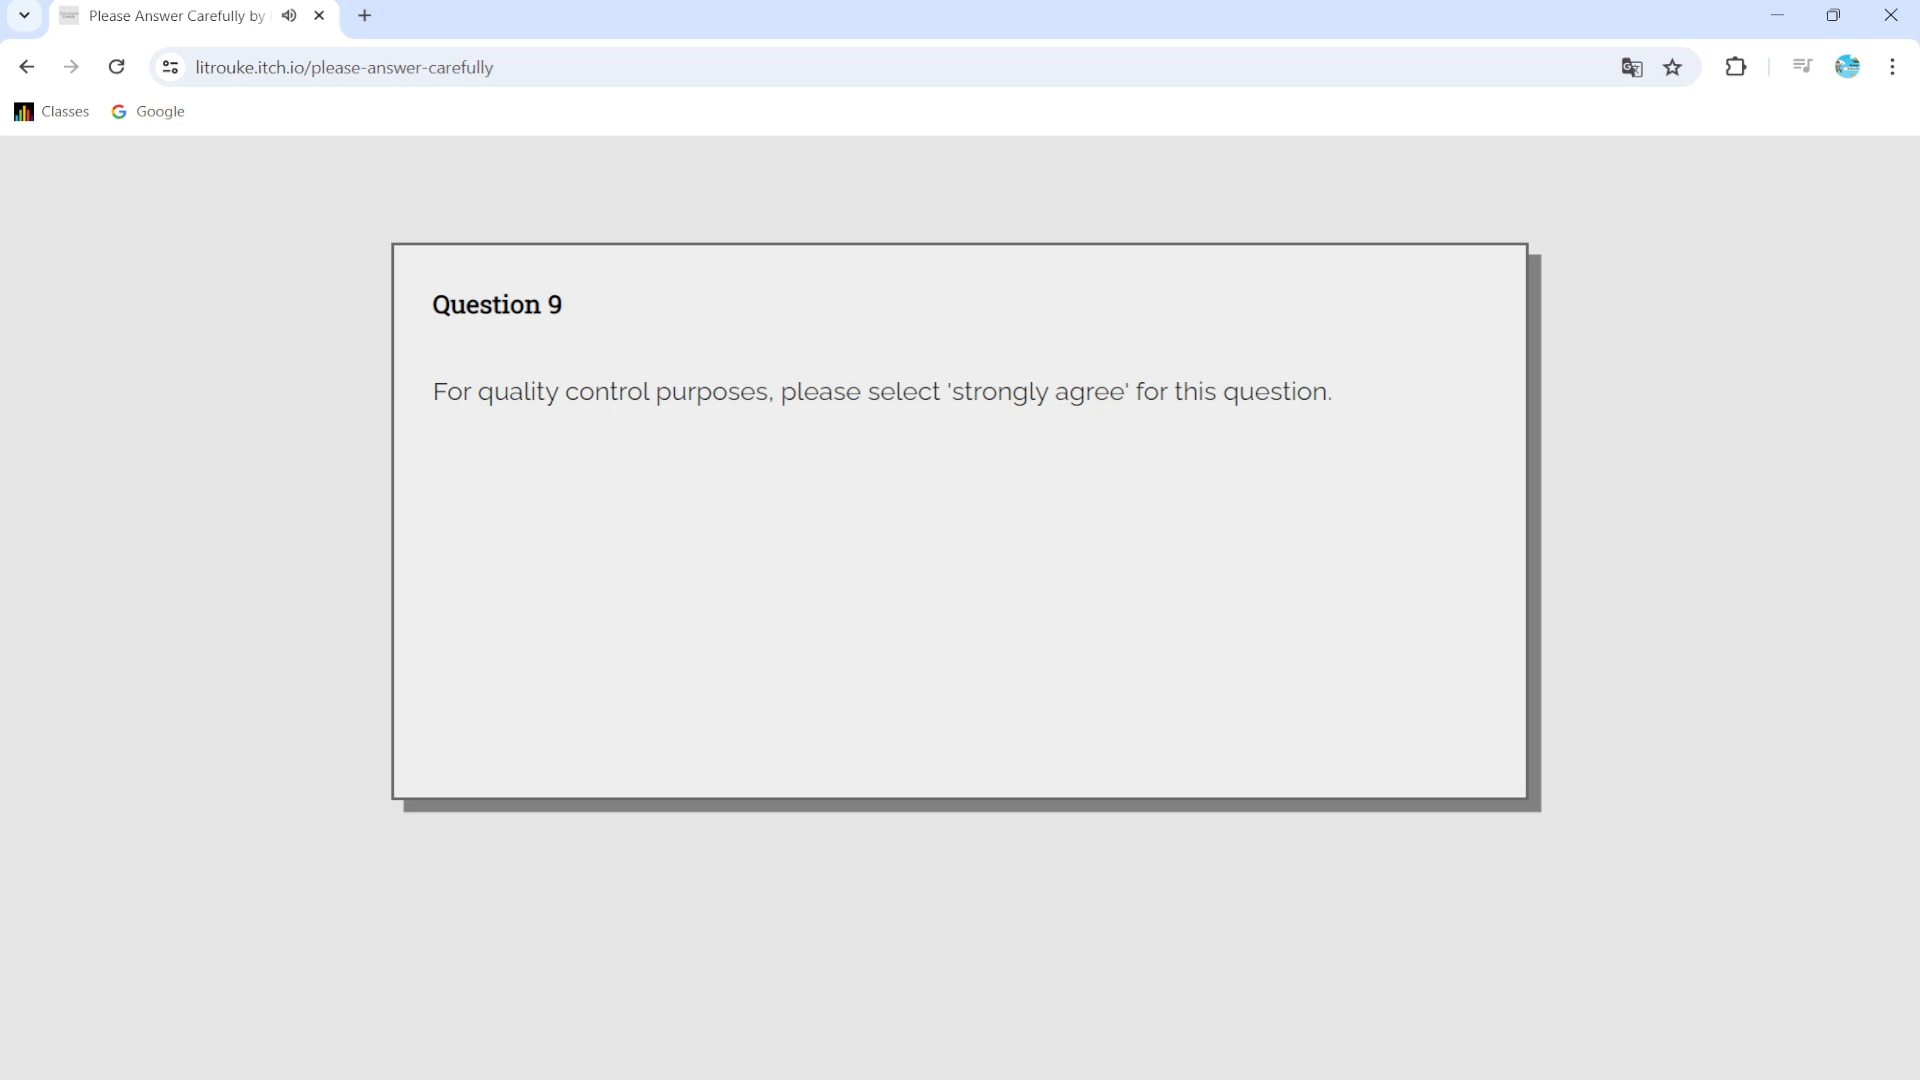 Please Answer Carefully by
litrouke.itch.io/please-answer-carefully
Classes
Google
Question 9
For quality control purposes, please select 'strongly agree' for this question.